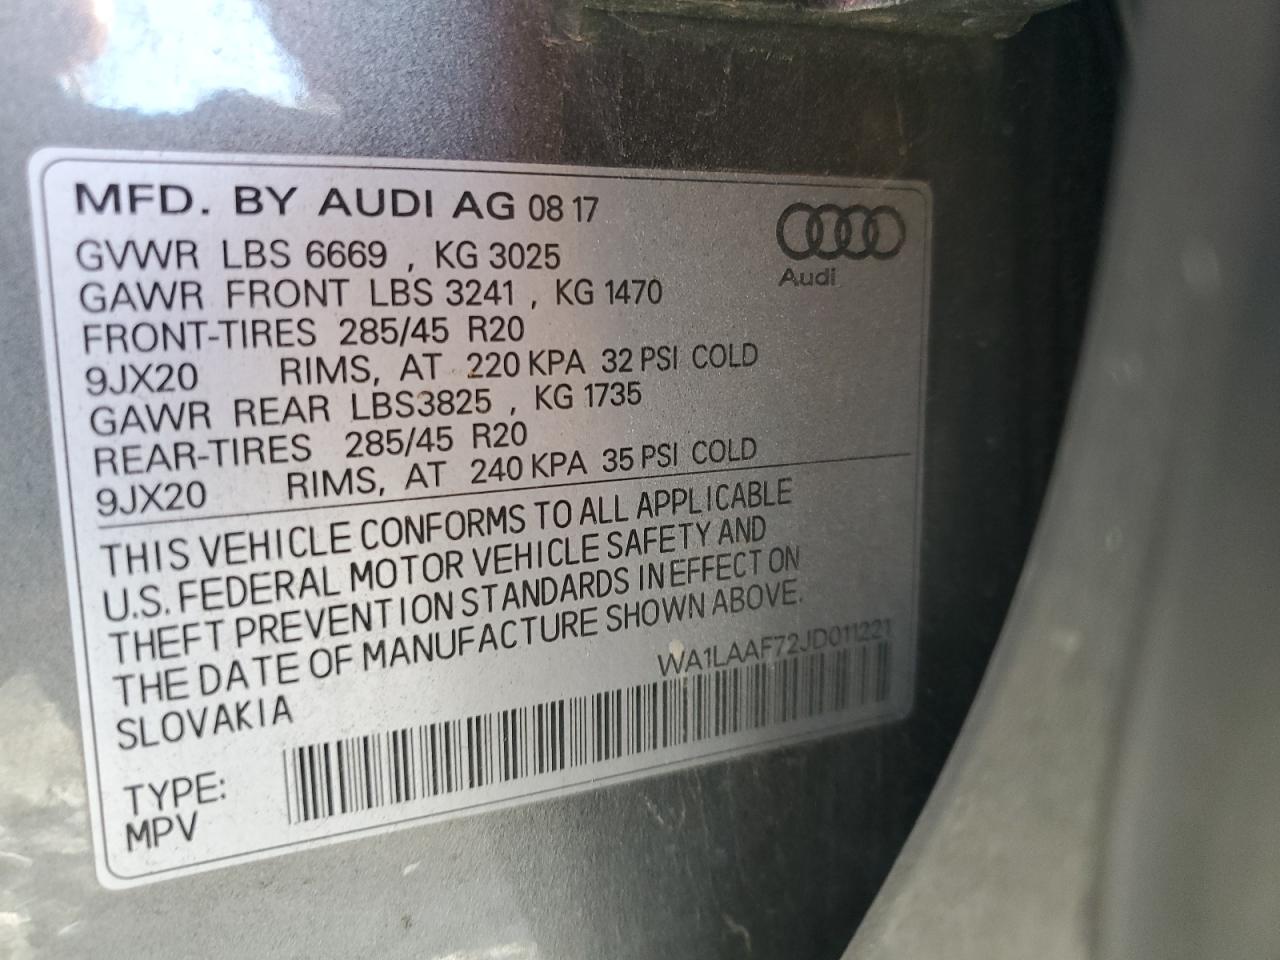 MFD. BY AUDI AG 08 17
GVWR LBS 6669 , KG 3025
GAWR FRONT LBS 3241 , KG 1470
FRONT-TIRES 285/45 R20
9JX20 RIMS, AT 220 KPA 32 PSI COLD
GAWR REAR LBS3825 , KG 1735
REAR-TIRES 285/45 R20
9JX20 RIMS, AT 240 KPA 35 PSI COLD
Audi
THIS VEHICLE CONFORMS TO ALL APPLICABLE
U.S. FEDERAL MOTOR VEHICLE SAFETY AND
THEFT PREVENTION STANDARDS IN EFFECT ON
THE DATE OF MANUFACTURE SHOWN ABOVE.
SLOVAKIA
WA1LAAF72JD011221
TYPE:
MPV